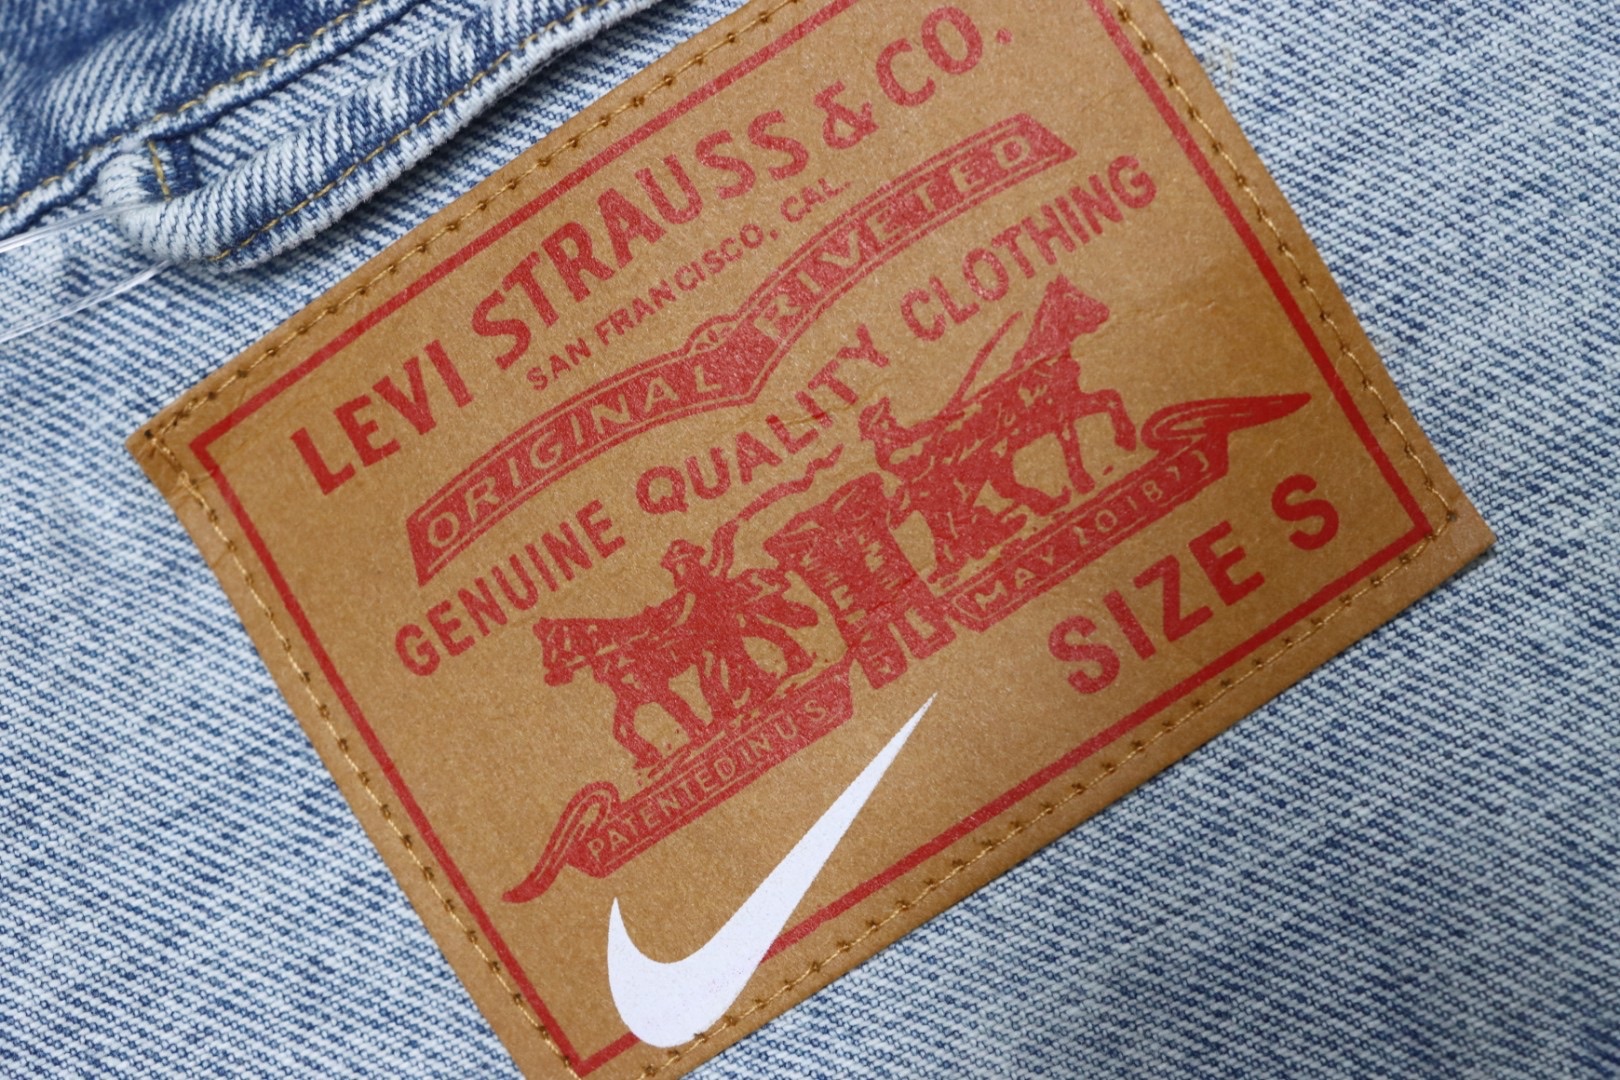 LEVI STRAUSS & CO.
SAN FRANCISCO, CAL.
ORIGINAL RIVETED
GENUINE QUALITY CLOTHING
PATENTED IN U S
MAY 20 1873
SIZE S